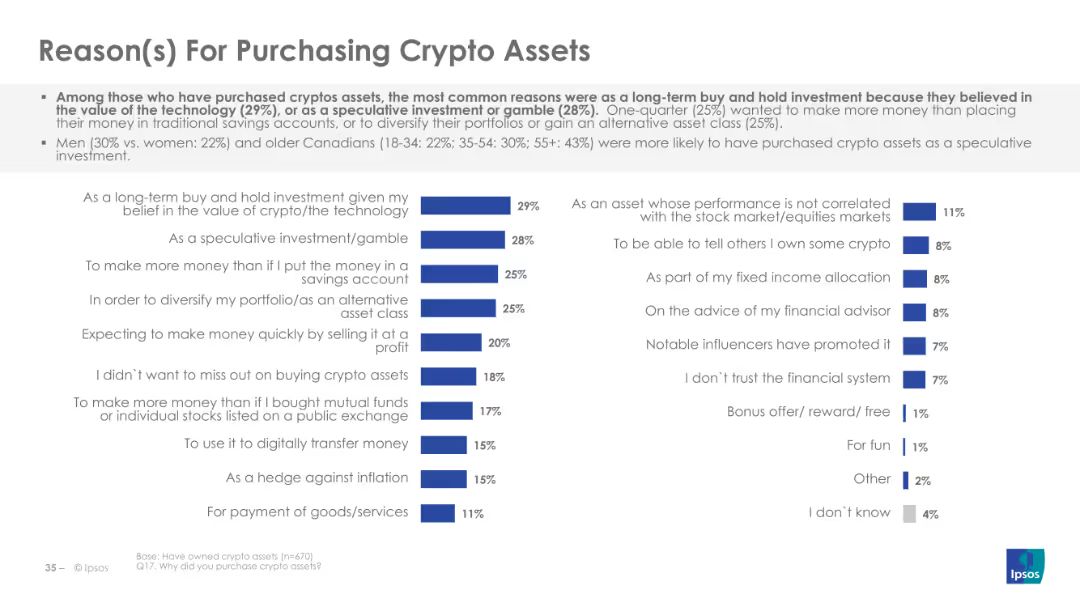 Reason(s) For Purchasing Crypto Assets
▪ Among those who have purchased cryptos assets, the most common reasons were as a long-term buy and hold investment because they believed in
the value of the technology (29%), or as a speculative investment or gamble (28%). One-quarter (25%) wanted to make more money than placing
their money in traditional savings accounts, or to diversify their portfolios or gain an alternative asset class (25%).
▪ Men (30% vs. women: 22%) and older Canadians (18-34: 22%; 35-54: 30%; 55+: 43%) were more likely to have purchased crypto assets as a speculative
investment.
As a long-term buy and hold investment given my
belief in the value of crypto/the technology
29%
As a speculative investment/gamble
28%
To make more money than if I put the money in a
savings account
25%
In order to diversify my portfolio/as an alternative
asset class
25%
Expecting to make money quickly by selling it at a
profit
20%
I didn`t want to miss out on buying crypto assets
18%
To make more money than if I bought mutual funds
or individual stocks listed on a public exchange
17%
To use it to digitally transfer money
15%
As a hedge against inflation
15%
For payment of goods/services
11%
As an asset whose performance is not correlated
with the stock market/equities markets
11%
To be able to tell others I own some crypto
8%
As part of my fixed income allocation
8%
On the advice of my financial advisor
8%
Notable influencers have promoted it
7%
I don`t trust the financial system
7%
Bonus offer/ reward/ free
1%
For fun
1%
Other
2%
I don`t know
4%
35 – © Ipsos
Base: Have owned crypto assets (n=670)
Q17. Why did you purchase crypto assets?
Ipsos